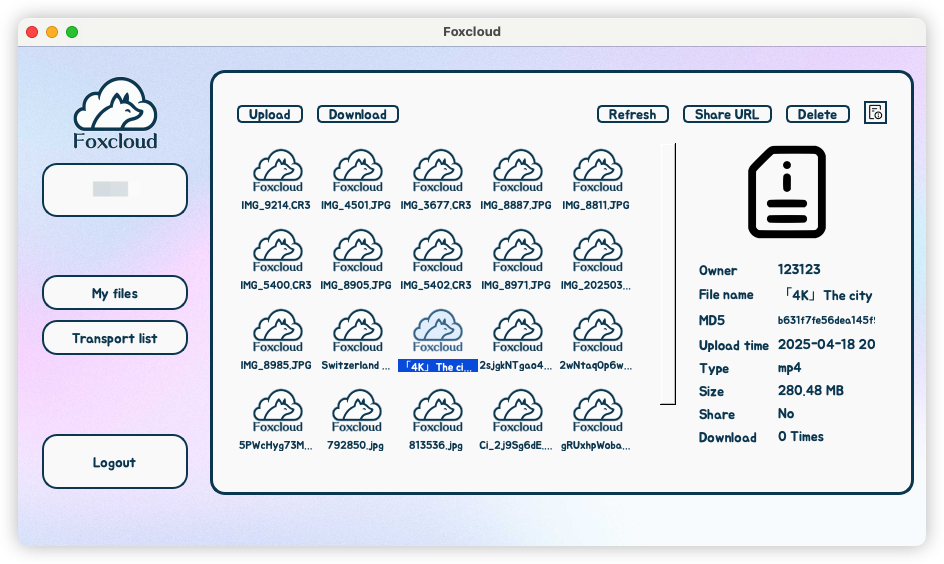 Foxcloud
Foxcloud
Upload Download Refresh Share URL Delete
Foxcloud Foxcloud Foxcloud Foxcloud Foxcloud
IMG_9214.CR3 IMG_4501.JPG IMG_3677.CR3 IMG_8887.JPG IMG_8811.JPG
Foxcloud Foxcloud Foxcloud Foxcloud Foxcloud
IMG_5400.CR3 IMG_8905.JPG IMG_5402.CR3 IMG_8971.JPG IMG_202503...
Foxcloud Foxcloud Foxcloud Foxcloud Foxcloud
IMG_8985.JPG Switzerland ... 「4K」 The ci... 2sjgkNTgao4... 2wNtaqOp6w...
Foxcloud Foxcloud Foxcloud Foxcloud Foxcloud
5PWcHyg73M... 792850.jpg 813536.jpg Ci_2J9Sg6dE... gRUxhpWoba...
My files
Transport list
Logout
Owner 123123
File name 「4K」 The city
MD5 b631f7fe56dea145f
Upload time 2025-04-18 20
Type mp4
Size 280.48 MB
Share No
Download 0 Times